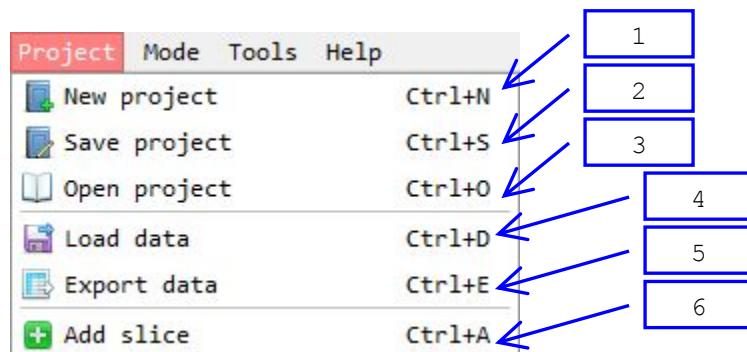 Project Mode Tools Help
New project Ctrl+N
Save project Ctrl+S
Open project Ctrl+O
Load data Ctrl+D
Export data Ctrl+E
Add slice Ctrl+A
1
2
3
4
5
6